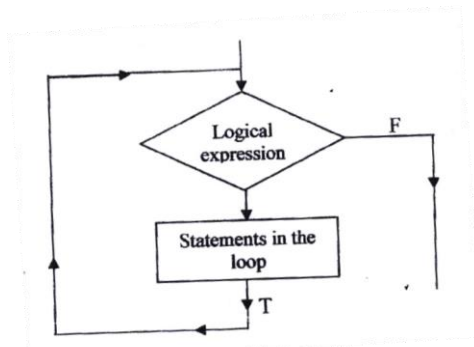 Logical
expression
F
Statements in the
loop
T